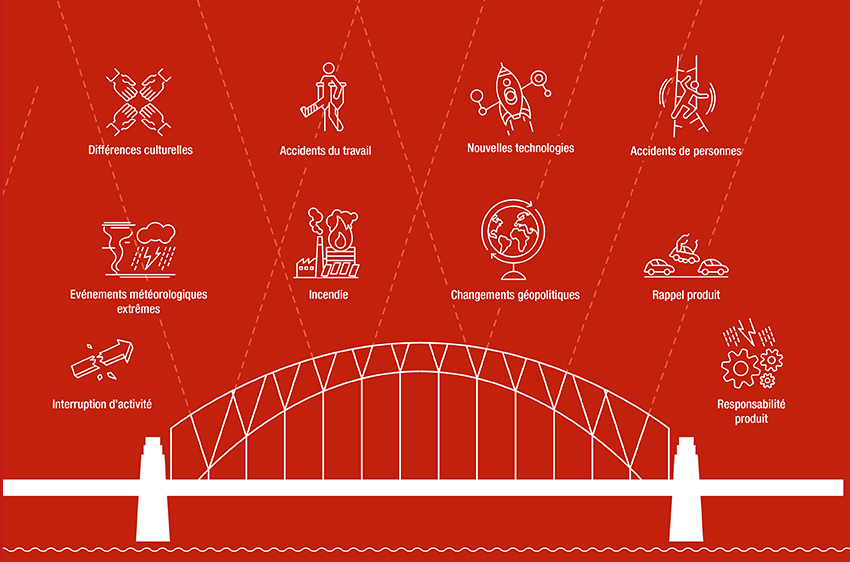 Différences culturelles
Accidents du travail
Nouvelles technologies
Accidents de personnes
Evénements météorologiques
extrêmes
Incendie
Changements géopolitiques
Rappel produit
Interruption d'activité
Responsabilité
produit